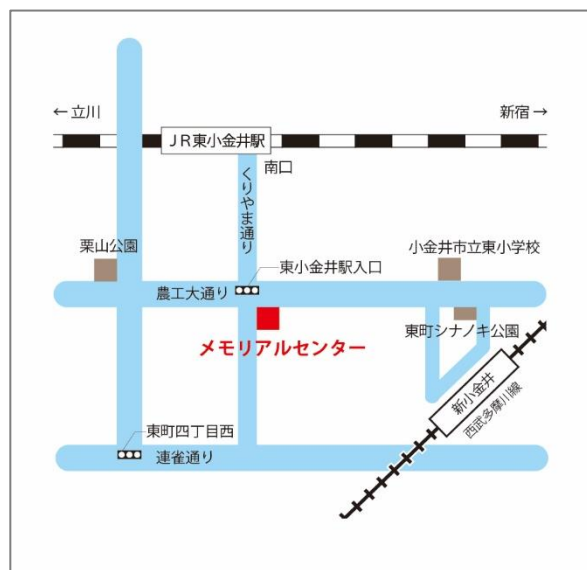 ← 立川
新宿 →
JR東小金井駅
南口
くりやま通り
栗山公園
小金井市立東小学校
東小金井駅入口
農工大通り
東町シナノキ公園
メモリアルセンター
新小金井
西武多摩川線
東町四丁目西
連雀通り